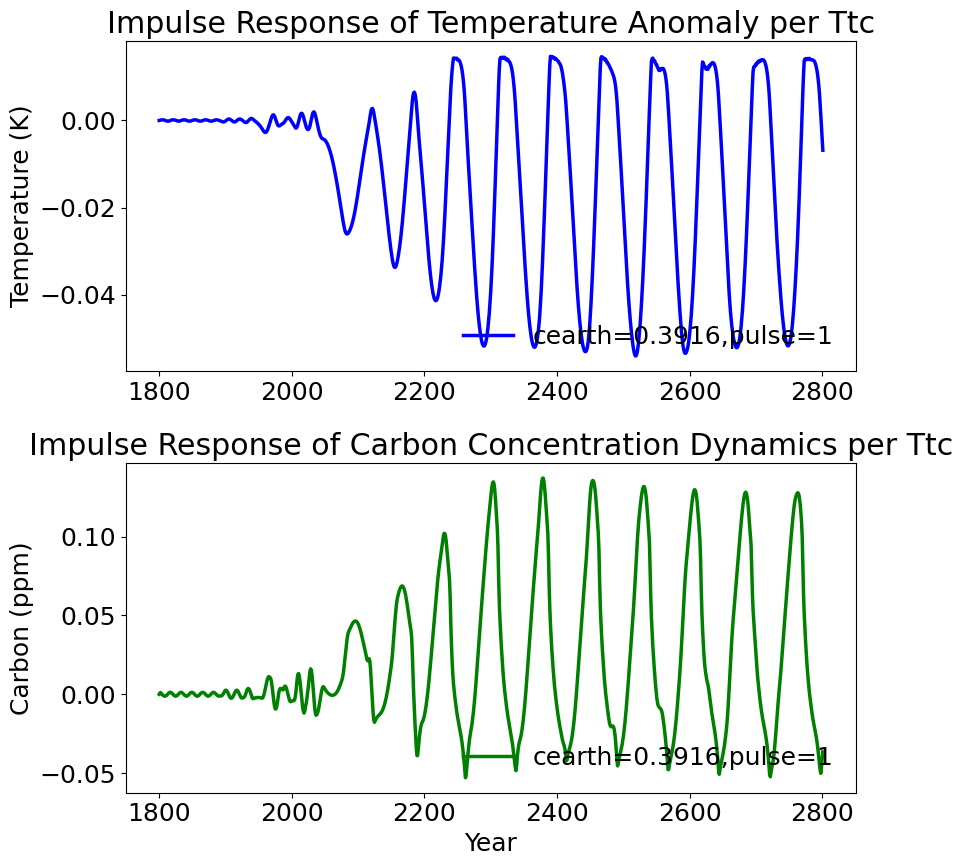 Impulse Response of Temperature Anomaly per Ttc
Temperature (K)
0.00
−0.02
−0.04
cearth=0.3916,pulse=1
1800 2000 2200 2400 2600 2800
Impulse Response of Carbon Concentration Dynamics per Ttc
Carbon (ppm)
0.10
0.05
0.00
−0.05
cearth=0.3916,pulse=1
1800 2000 2200 2400 2600 2800
Year